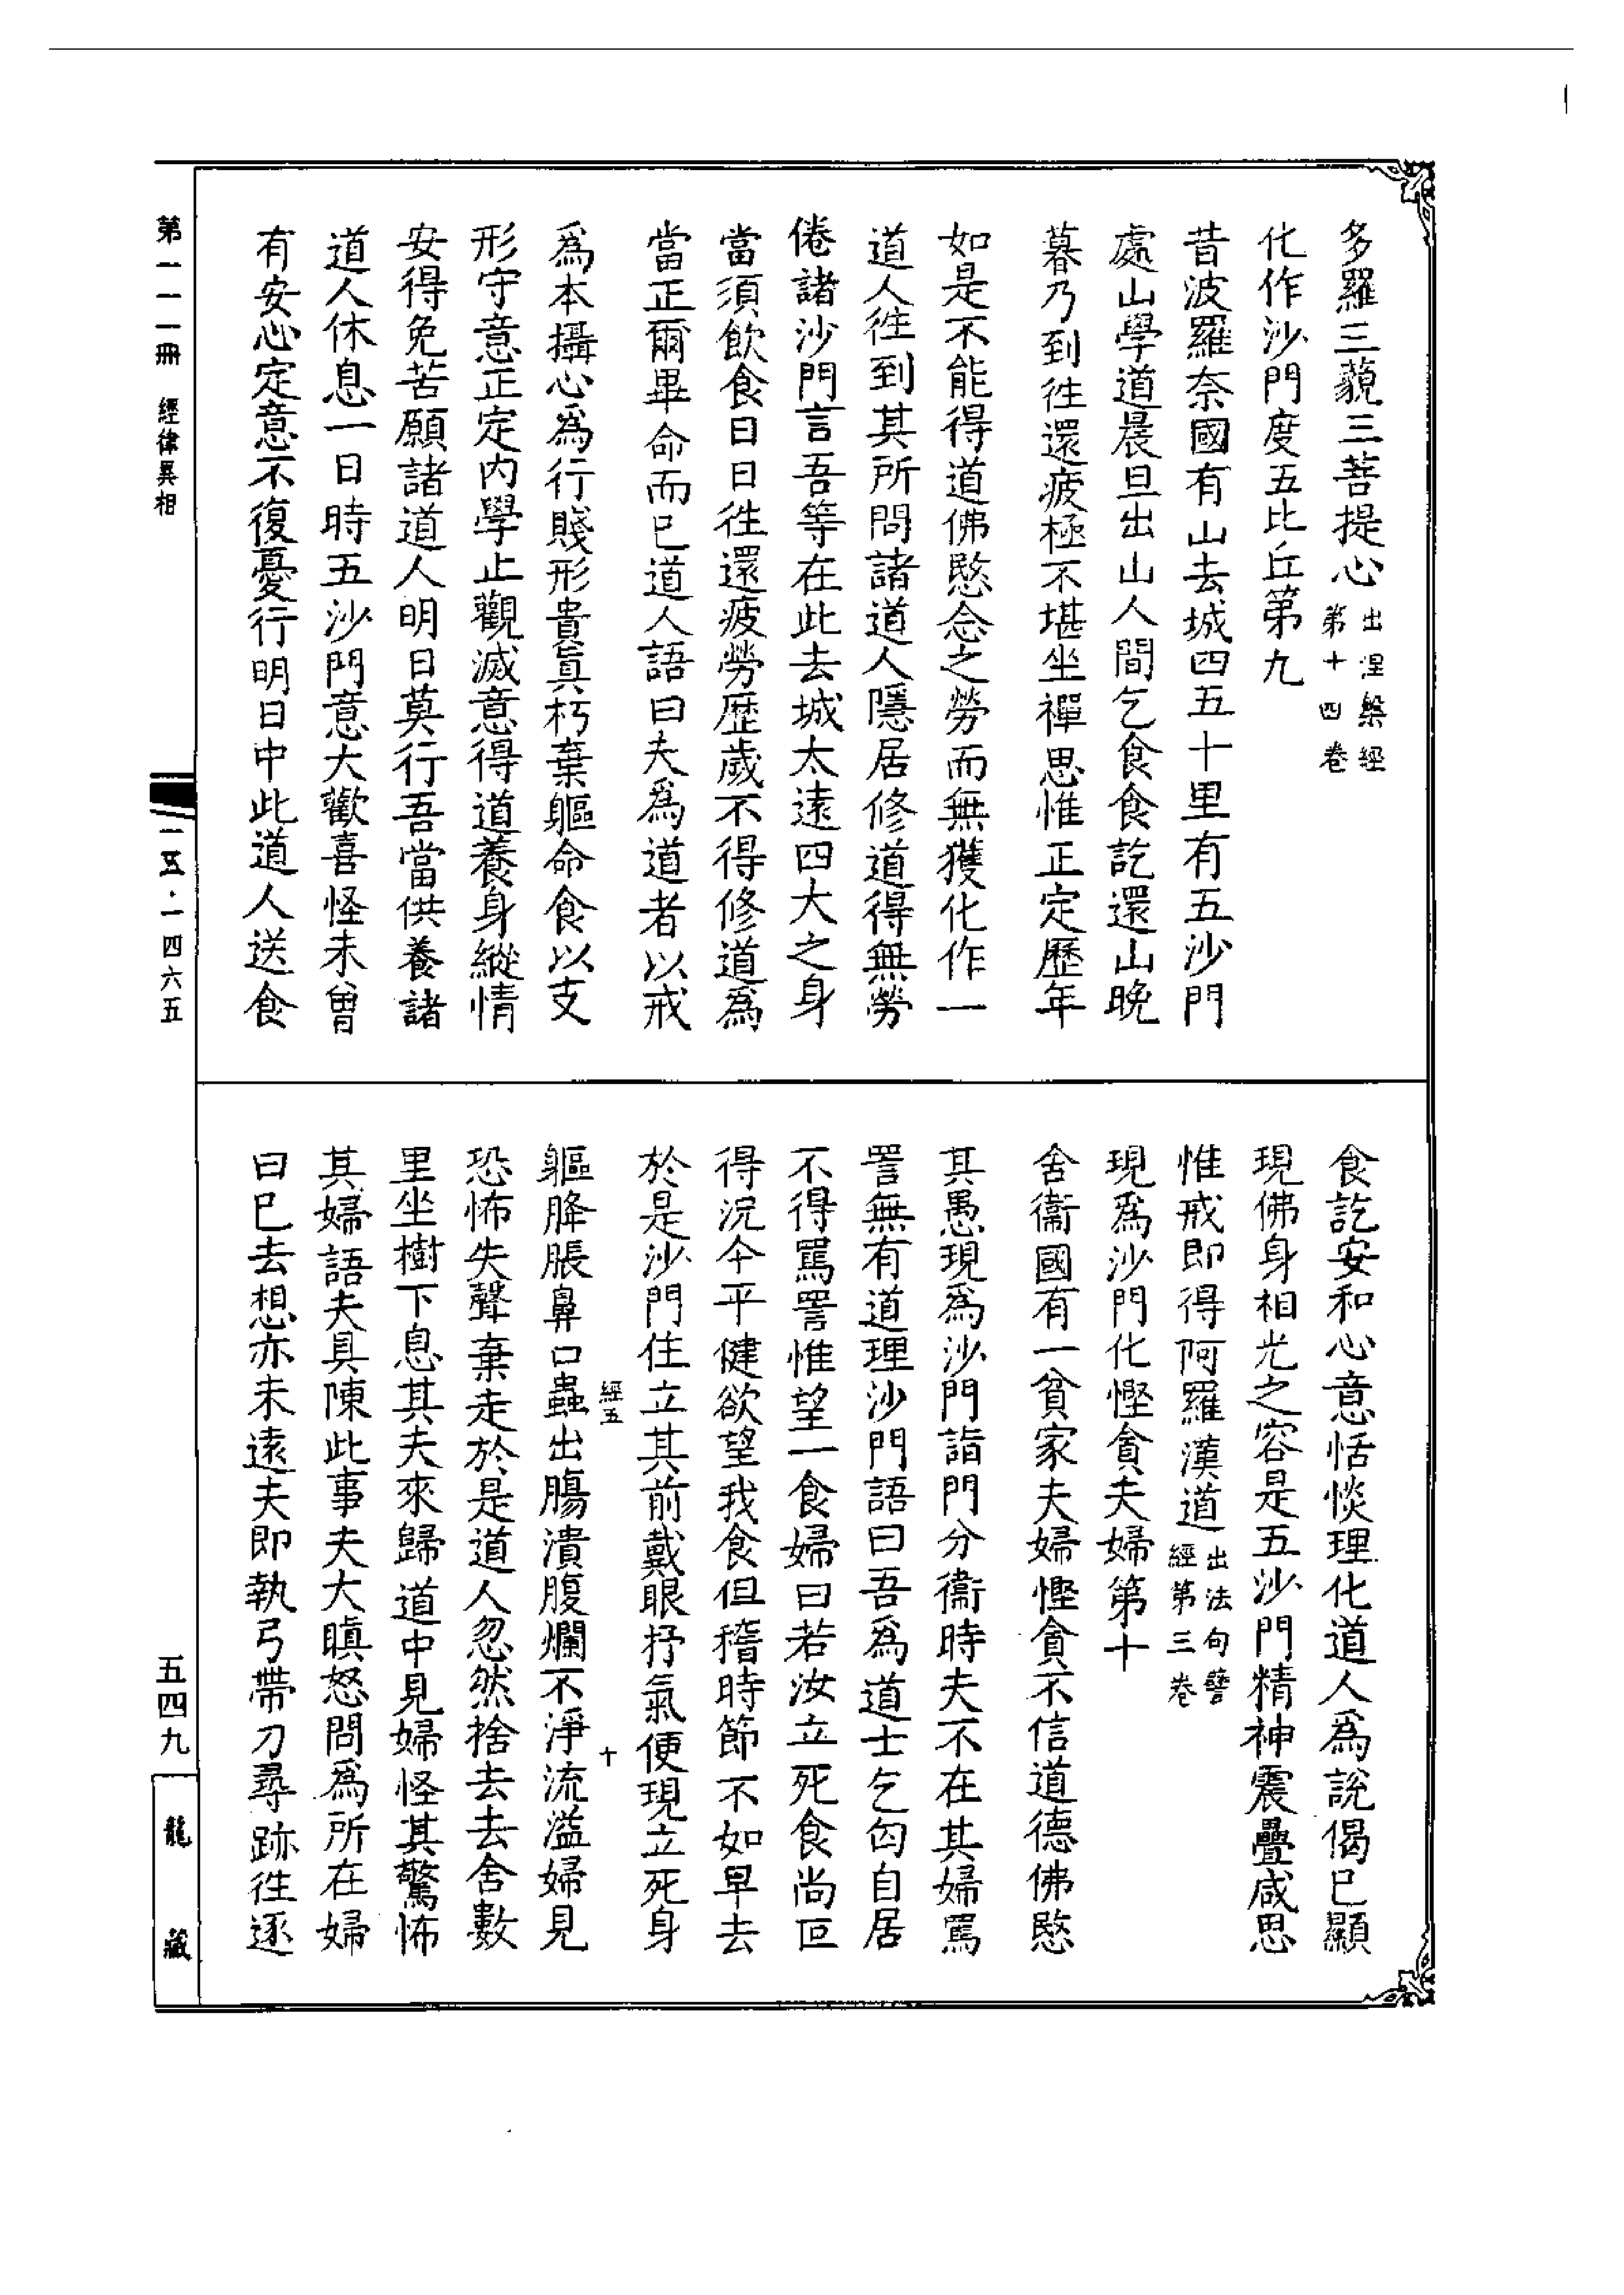 多羅三藐三菩提心出涅槃經第十四卷
化作沙門度五比丘第九
昔波羅奈國有山去城四五十里有五沙門
處山學道晨旦出山人間乞食食訖還山晚
暮乃到往還疲極不堪坐禪思惟正定歷年
如是不能得道佛愍念之勞而無獲化作一
道人往到其所問諸道人隱居修道得無勞
倦諸沙門言吾等在此去城太遠四大之身
當須飲食日日往還疲勞歷歲不得修道為
當正爾畢命而已道人語曰夫為道者以戒
為本攝心為行賤形貴真朽棄軀命食以支
形守意正定內學止觀滅意得道養身縱情
安得免苦願諸道人明日莫行吾當供養諸
道人休息一日時五沙門意大歡喜怪未曾
有安心定意不復憂行明日中此道人送食
食訖安和心意恬惔理化道人為說偈已顯
現佛身相光之容是五沙門精神震疊咸思
惟戒即得阿羅漢道出法句譬經第三卷
現為沙門化慳貪夫婦第十
舍衛國有一貧家夫婦慳貪不信道德佛愍
其愚現為沙門詣門分衛時夫不在其婦罵
詈無有道理沙門語曰吾為道士乞匃自居
不得罵詈惟望一食婦曰若汝立死食尚叵
得況今平健欲望我食但稽時節不如早去
於是沙門住立其前戴眼抒氣便現立死身
經五
十
軀胮脹鼻口蟲出腸潰腹爛不淨流溢婦見
恐怖失聲棄走於是道人忽然捨去去舍數
里坐樹下息其夫來歸道中見婦怪其驚怖
其婦語夫具陳此事夫大瞋怒問為所在婦
曰已去想亦未遠夫即執弓帶刀尋跡往逐
第一一一冊 經律異相
一五·一四六五
五四九
龍藏